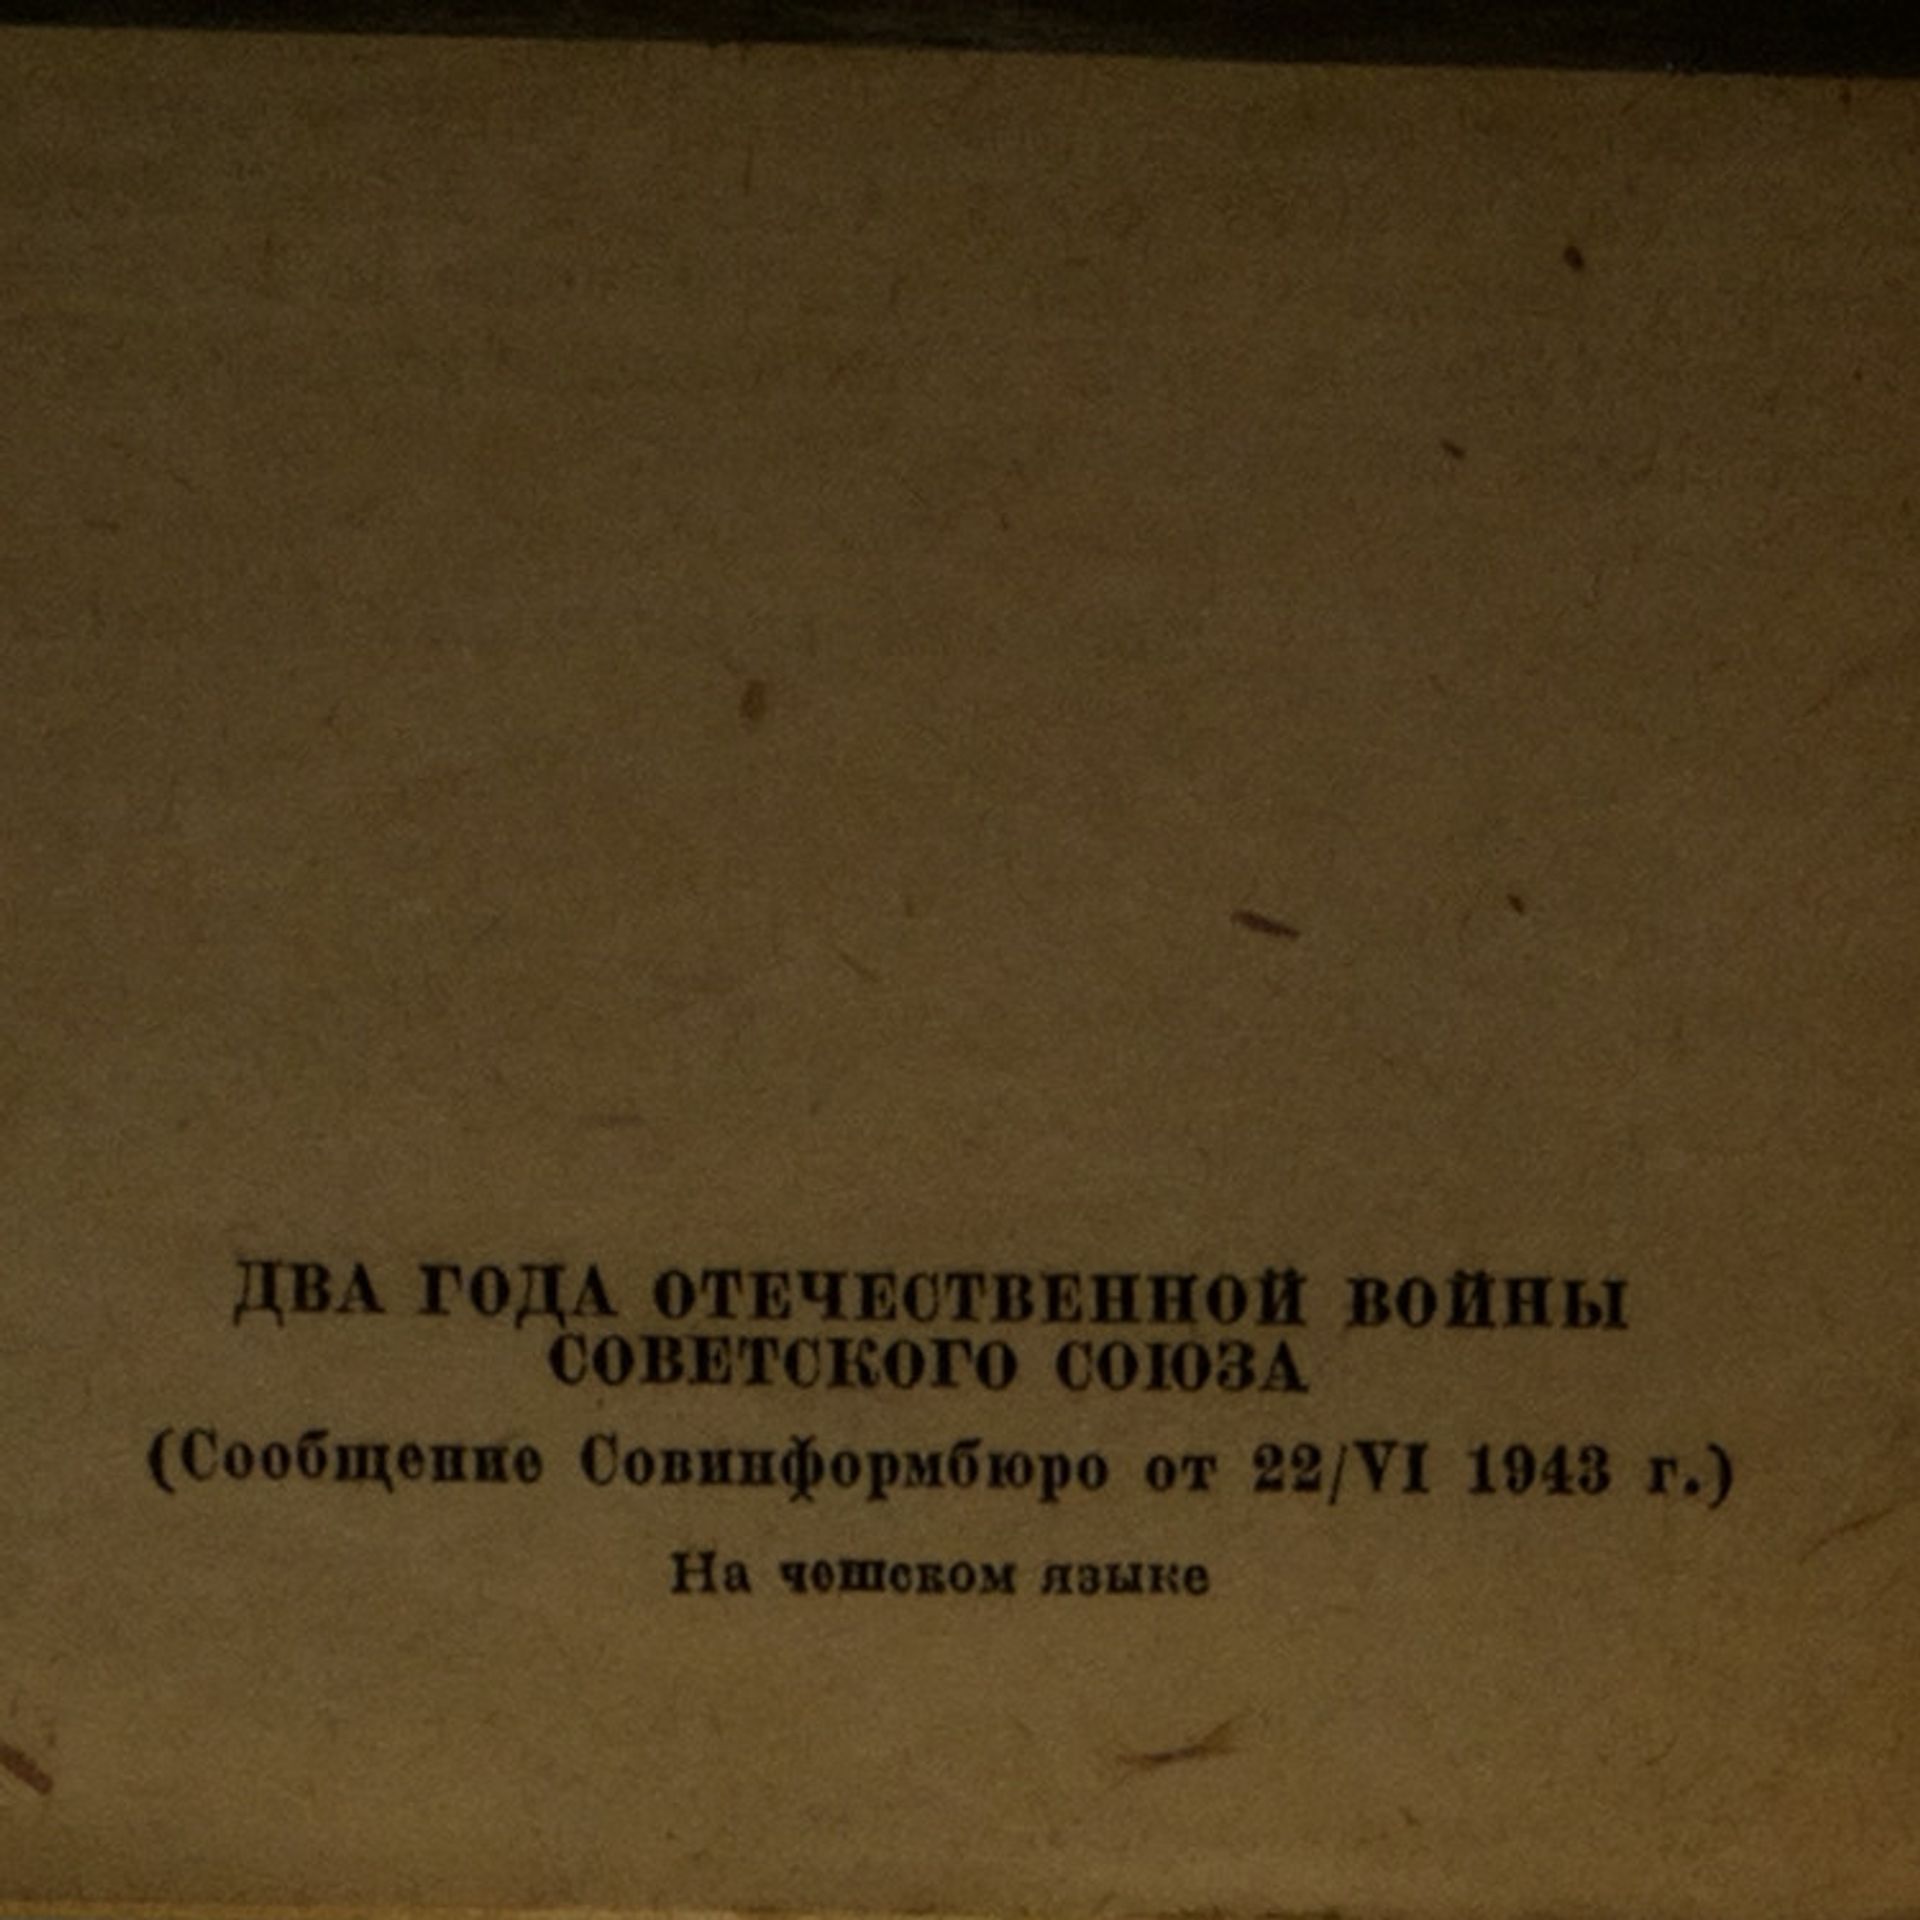 ДВА ГОДА ОТЕЧЕСТВЕННОЙ ВОЙНЫ
СОВЕТСКОГО СОЮЗА
(Сообщение Совинформбюро от 22/VI 1943 г.)
На чешском языке